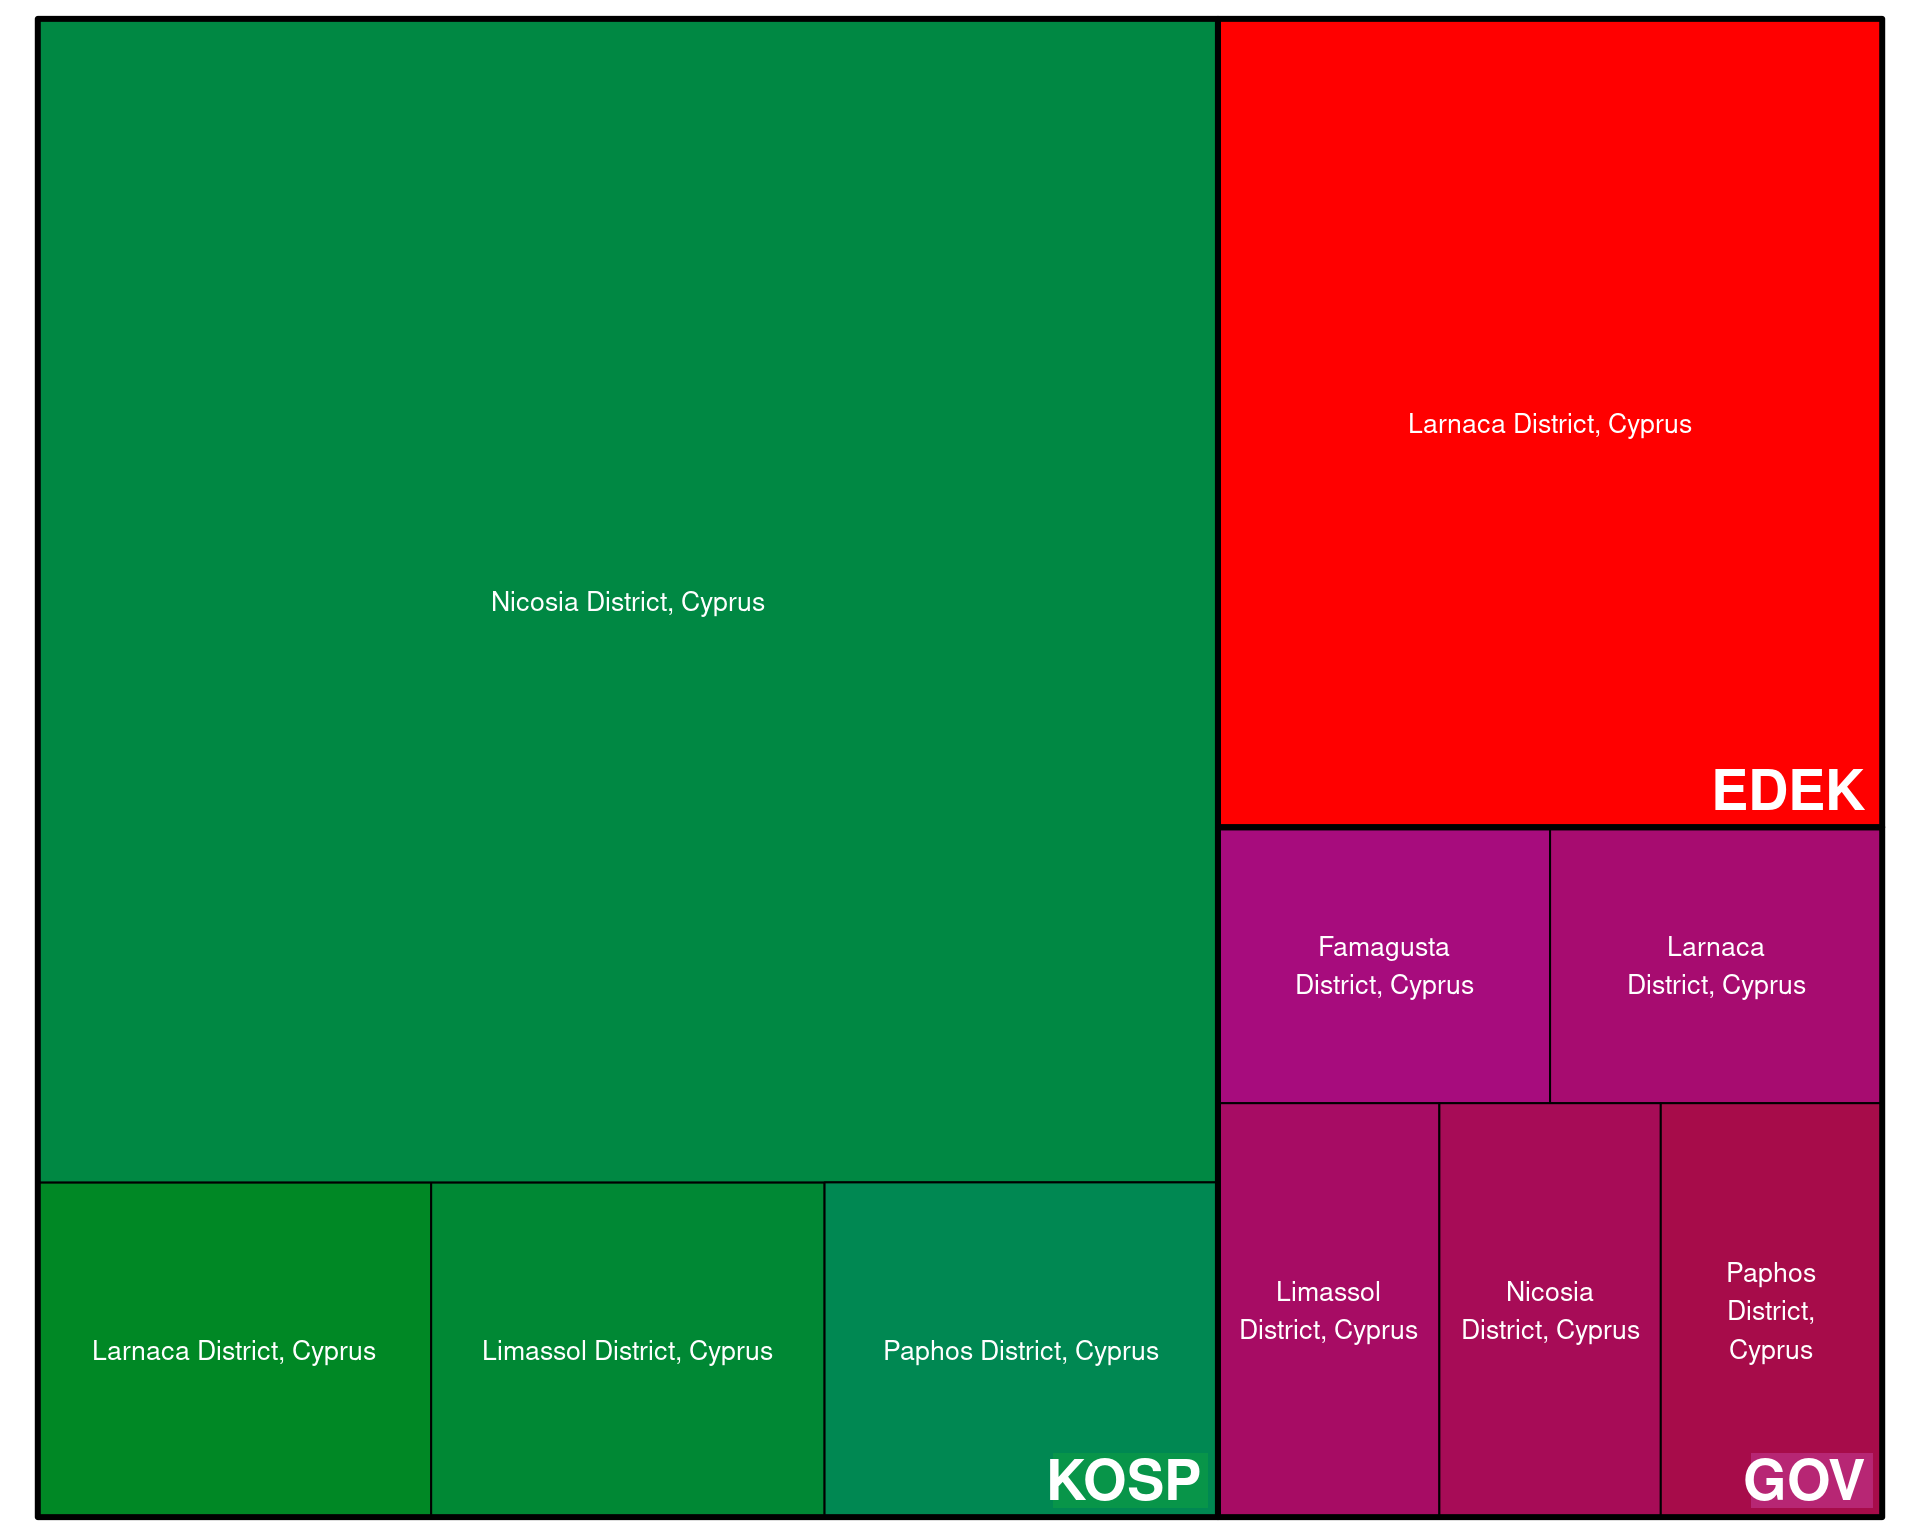 Nicosia District, Cyprus
Larnaca District, Cyprus
Limassol District, Cyprus
Paphos District, Cyprus
KOSP
Larnaca District, Cyprus
EDEK
Famagusta
District, Cyprus
Larnaca
District, Cyprus
Limassol
District, Cyprus
Nicosia
District, Cyprus
Paphos
District,
Cyprus
GOV